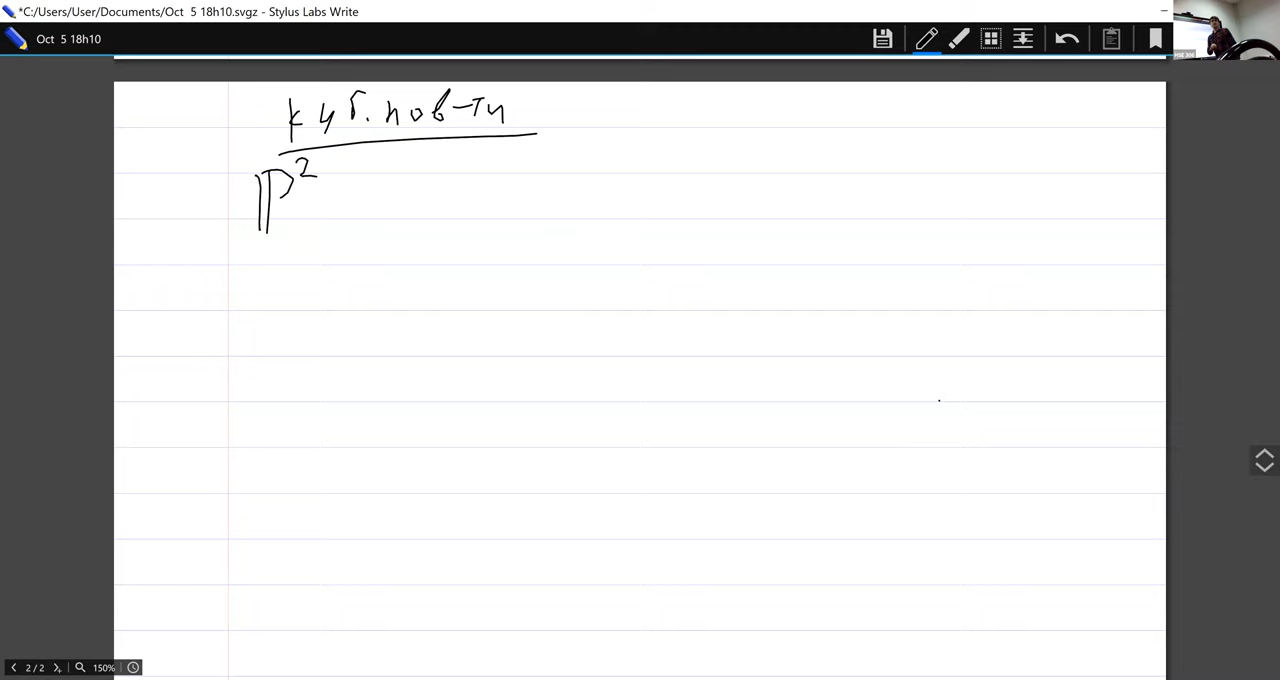 *C:/Users/User/Documents/Oct 5 18h10.svgz - Stylus Labs Write
Oct 5 18h10
куб. пов-ти
ℙ²
2 / 2
150%